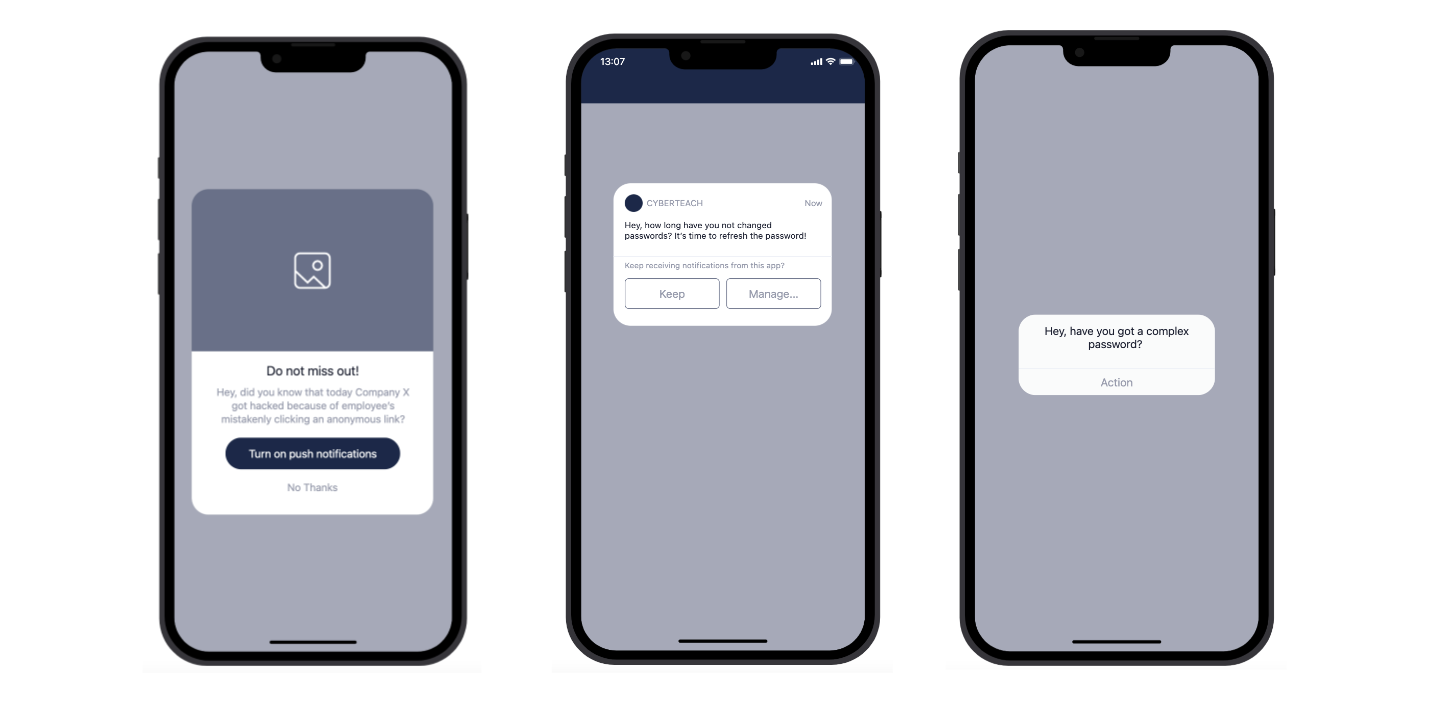 Do not miss out!
Hey, did you know that today Company X
got hacked because of employee's
mistakenly clicking an anonymous link?
Turn on push notifications
No Thanks
13:07
CYBERTEACH Now
Hey, how long have you not changed
passwords? It's time to refresh the password!
Keep receiving notifications from this app?
Keep Manage...
Hey, have you got a complex
password?
Action